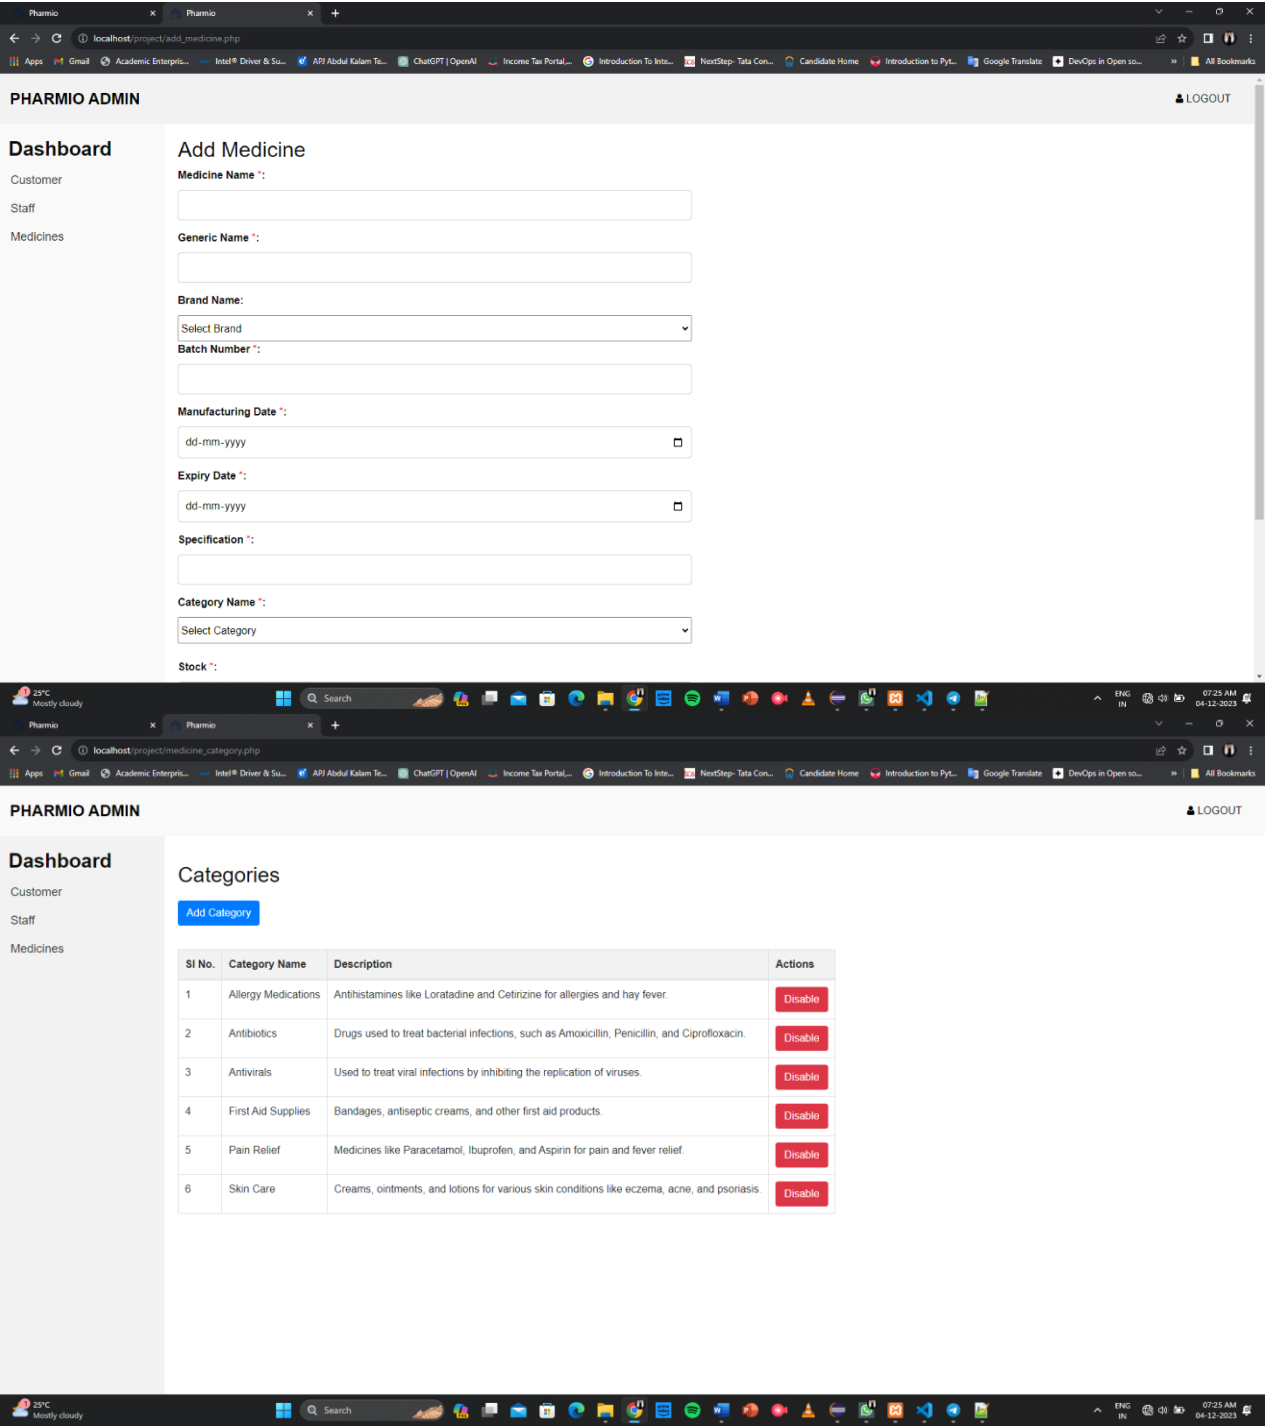 Pharmio
Pharmio
localhost/project/add_medicine.php
Apps Gmail Academic Enterpris... Intel® Driver & Su... APJ Abdul Kalam Te... ChatGPT | OpenAI Income Tax Portal,... Introduction To Inte... NextStep- Tata Con... Candidate Home Introduction to Pyt... Google Translate DevOps in Open so... » All Bookmarks
PHARMIO ADMIN
LOGOUT
Dashboard
Customer
Staff
Medicines
Add Medicine
Medicine Name *:
Generic Name *:
Brand Name:
Select Brand
Batch Number *:
Manufacturing Date *:
dd-mm-yyyy
Expiry Date *:
dd-mm-yyyy
Specification *:
Category Name *:
Select Category
Stock *:
1
25°C
Mostly cloudy
Search
ENG
IN
07:25 AM
04-12-2023
Pharmio
Pharmio
localhost/project/medicine_category.php
Apps Gmail Academic Enterpris... Intel® Driver & Su... APJ Abdul Kalam Te... ChatGPT | OpenAI Income Tax Portal,... Introduction To Inte... NextStep- Tata Con... Candidate Home Introduction to Pyt... Google Translate DevOps in Open so... » All Bookmarks
PHARMIO ADMIN
LOGOUT
Dashboard
Customer
Staff
Medicines
Categories
Add Category
Sl No. Category Name Description Actions
1 Allergy Medications Antihistamines like Loratadine and Cetirizine for allergies and hay fever. Disable
2 Antibiotics Drugs used to treat bacterial infections, such as Amoxicillin, Penicillin, and Ciprofloxacin. Disable
3 Antivirals Used to treat viral infections by inhibiting the replication of viruses. Disable
4 First Aid Supplies Bandages, antiseptic creams, and other first aid products. Disable
5 Pain Relief Medicines like Paracetamol, Ibuprofen, and Aspirin for pain and fever relief. Disable
6 Skin Care Creams, ointments, and lotions for various skin conditions like eczema, acne, and psoriasis. Disable
1
25°C
Mostly cloudy
Search
ENG
IN
07:25 AM
04-12-2023